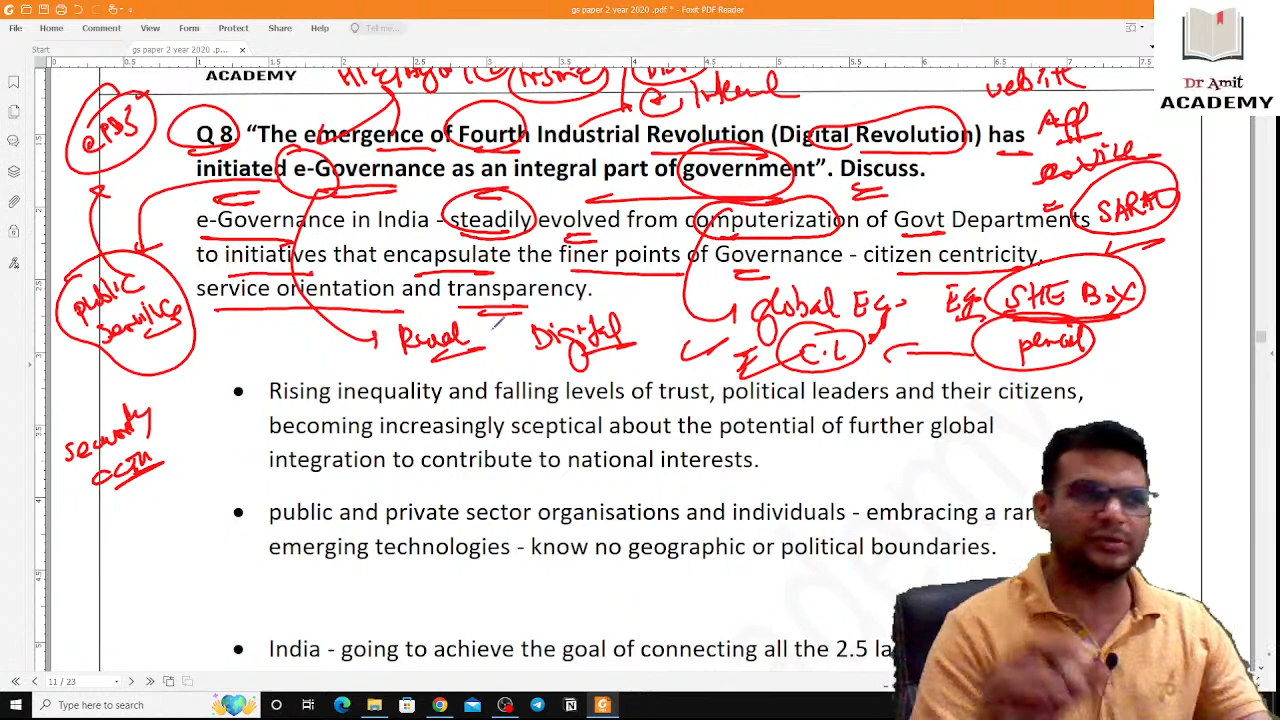 gs paper 2 year 2020 .pdf * - Foxit PDF Reader
File Home Comment View Form Protect Share Help Tell me...
Start gs paper 2 year 2020 .p...
ACADEMY
website
Dr Amit
ACADEMY
ePDS
App
service
SARAL
Q 8. “The emergence of Fourth Industrial Revolution (Digital Revolution) has
initiated e-Governance as an integral part of government”. Discuss.
e-Governance in India - steadily evolved from computerization of Govt Departments
to initiatives that encapsulate the finer points of Governance - citizen centricity,
service orientation and transparency.
public
service
global Eg.
Eg. SHE Box
Rural Digital
C.L
pencil
security
CCTN
• Rising inequality and falling levels of trust, political leaders and their citizens,
becoming increasingly sceptical about the potential of further global
integration to contribute to national interests.
• public and private sector organisations and individuals - embracing a
emerging technologies - know no geographic or political boundaries.
• India - going to achieve the goal of connecting all the 2.5
11 / 23
Type here to search